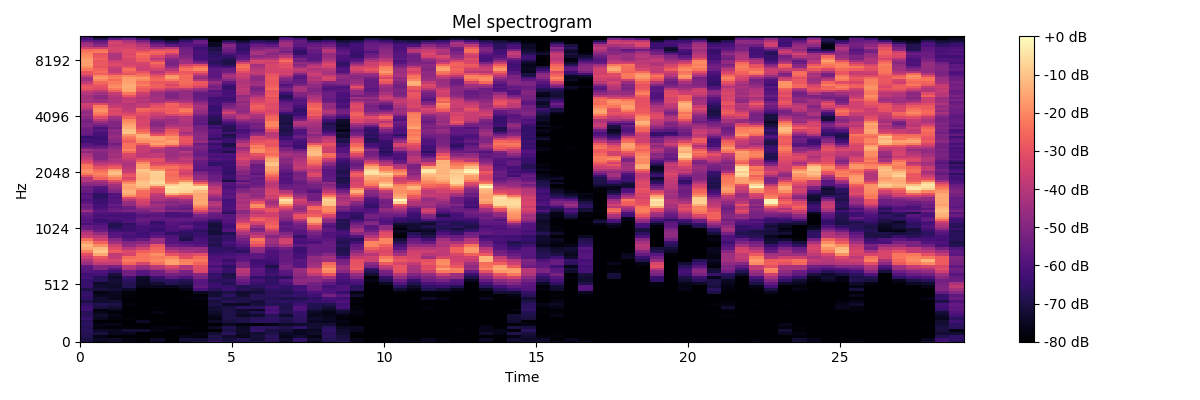 Mel spectrogram
Hz
8192
4096
2048
1024
512
0
0 5 10 15 20 25
Time
+0 dB
-10 dB
-20 dB
-30 dB
-40 dB
-50 dB
-60 dB
-70 dB
-80 dB